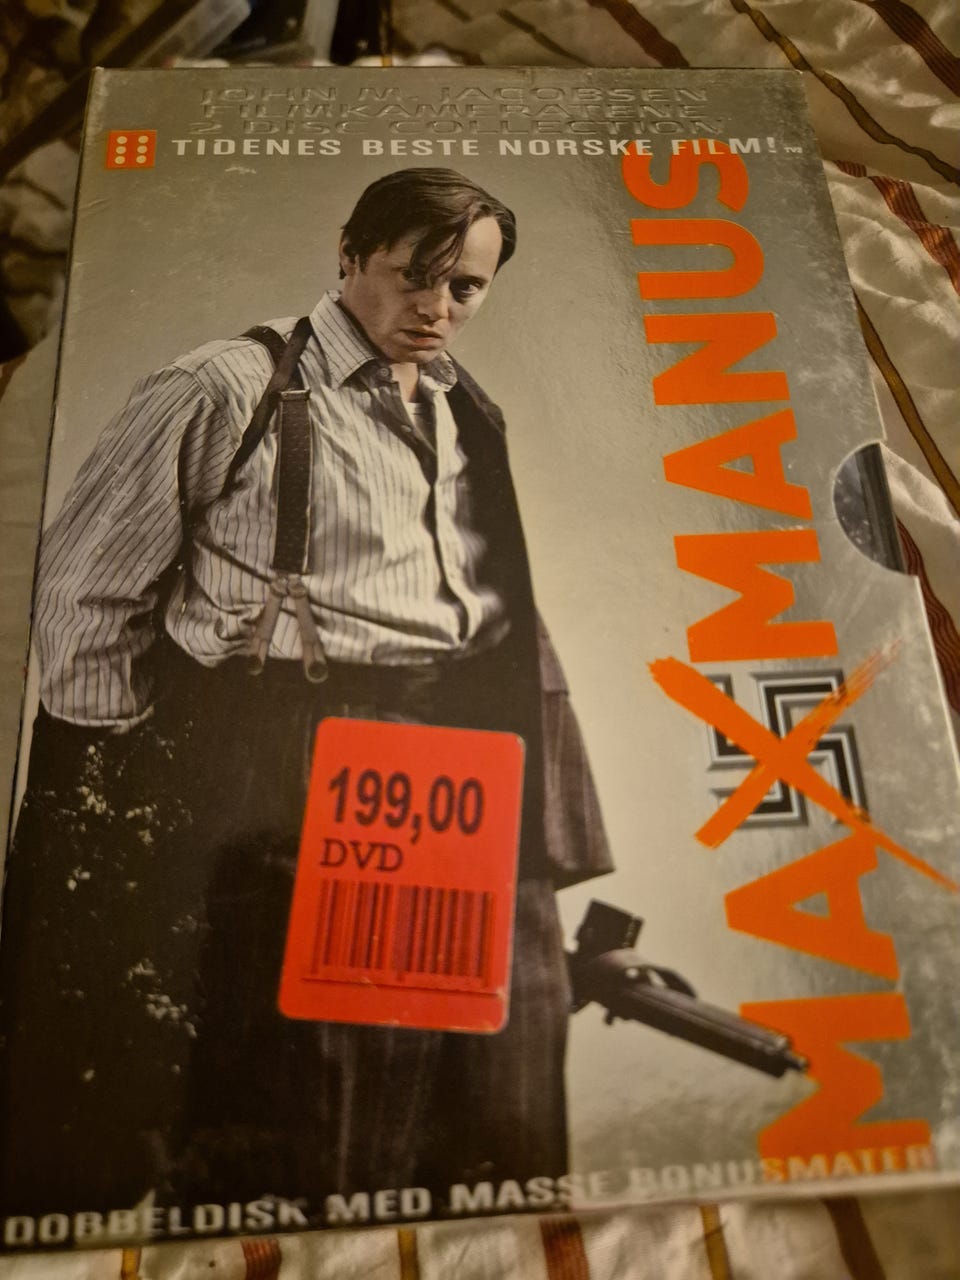 JOHN M. JACOBSEN
FILMKAMERATENE
2 DISC COLLECTION
TIDENES BESTE NORSKE FILM! TV2
MAX MANUS
199,00
DVD
DOBBELDISK MED MASSE BONUSMATER